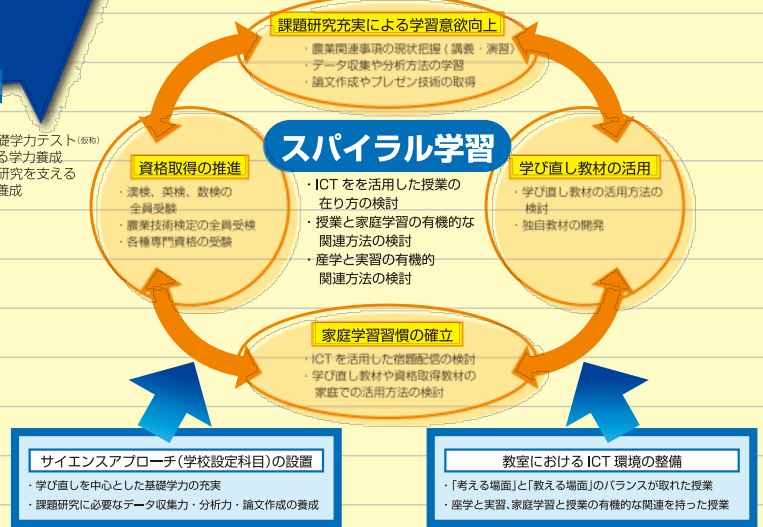 課題研究充実による学習意欲向上
・農業関連事項の現状把握(講義・演習)
・データ収集や分析方法の学習
・論文作成やプレゼン技術の取得
礎学力テスト(仮称)
る学力養成
研究を支える
養成
資格取得の推進
・漢検、英検、数検の
全員受験
・農業技術検定の全員受検
・各種専門資格の受験
スパイラル学習
・ICTをを活用した授業の
在り方の検討
・授業と家庭学習の有機的な
関連方法の検討
・産学と実習の有機的
関連方法の検討
学び直し教材の活用
・学び直し教材の活用方法の
検討
・独自教材の開発
家庭学習習慣の確立
・ICTを活用した宿題配信の検討
・学び直し教材や資格取得教材の
家庭での活用方法の検討
サイエンスアプローチ(学校設定科目)の設置
・学び直しを中心とした基礎学力の充実
・課題研究に必要なデータ収集力・分析力・論文作成の養成
教室におけるICT環境の整備
・「考える場面」と「教える場面」のバランスが取れた授業
・座学と実習、家庭学習と授業の有機的な関連を持った授業